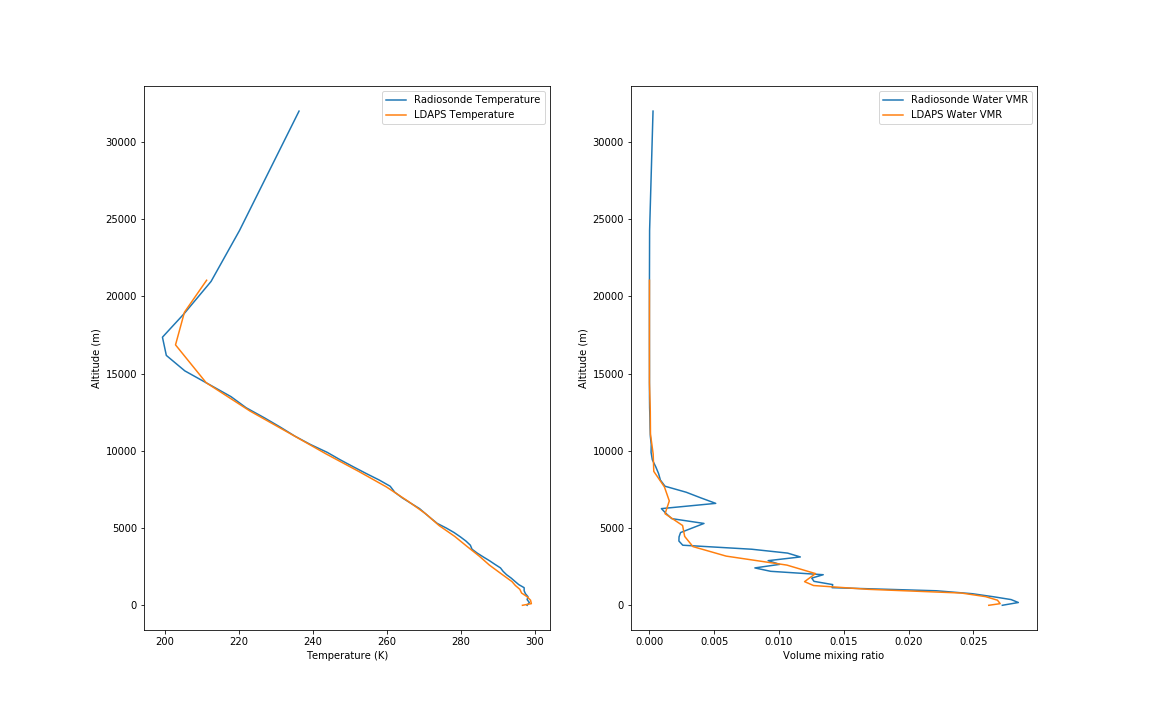 Radiosonde Temperature
LDAPS Temperature
30000
25000
20000
15000
10000
5000
0
Altitude (m)
200 220 240 260 280 300
Temperature (K)
Radiosonde Water VMR
LDAPS Water VMR
30000
25000
20000
15000
10000
5000
0
Altitude (m)
0.000 0.005 0.010 0.015 0.020 0.025
Volume mixing ratio